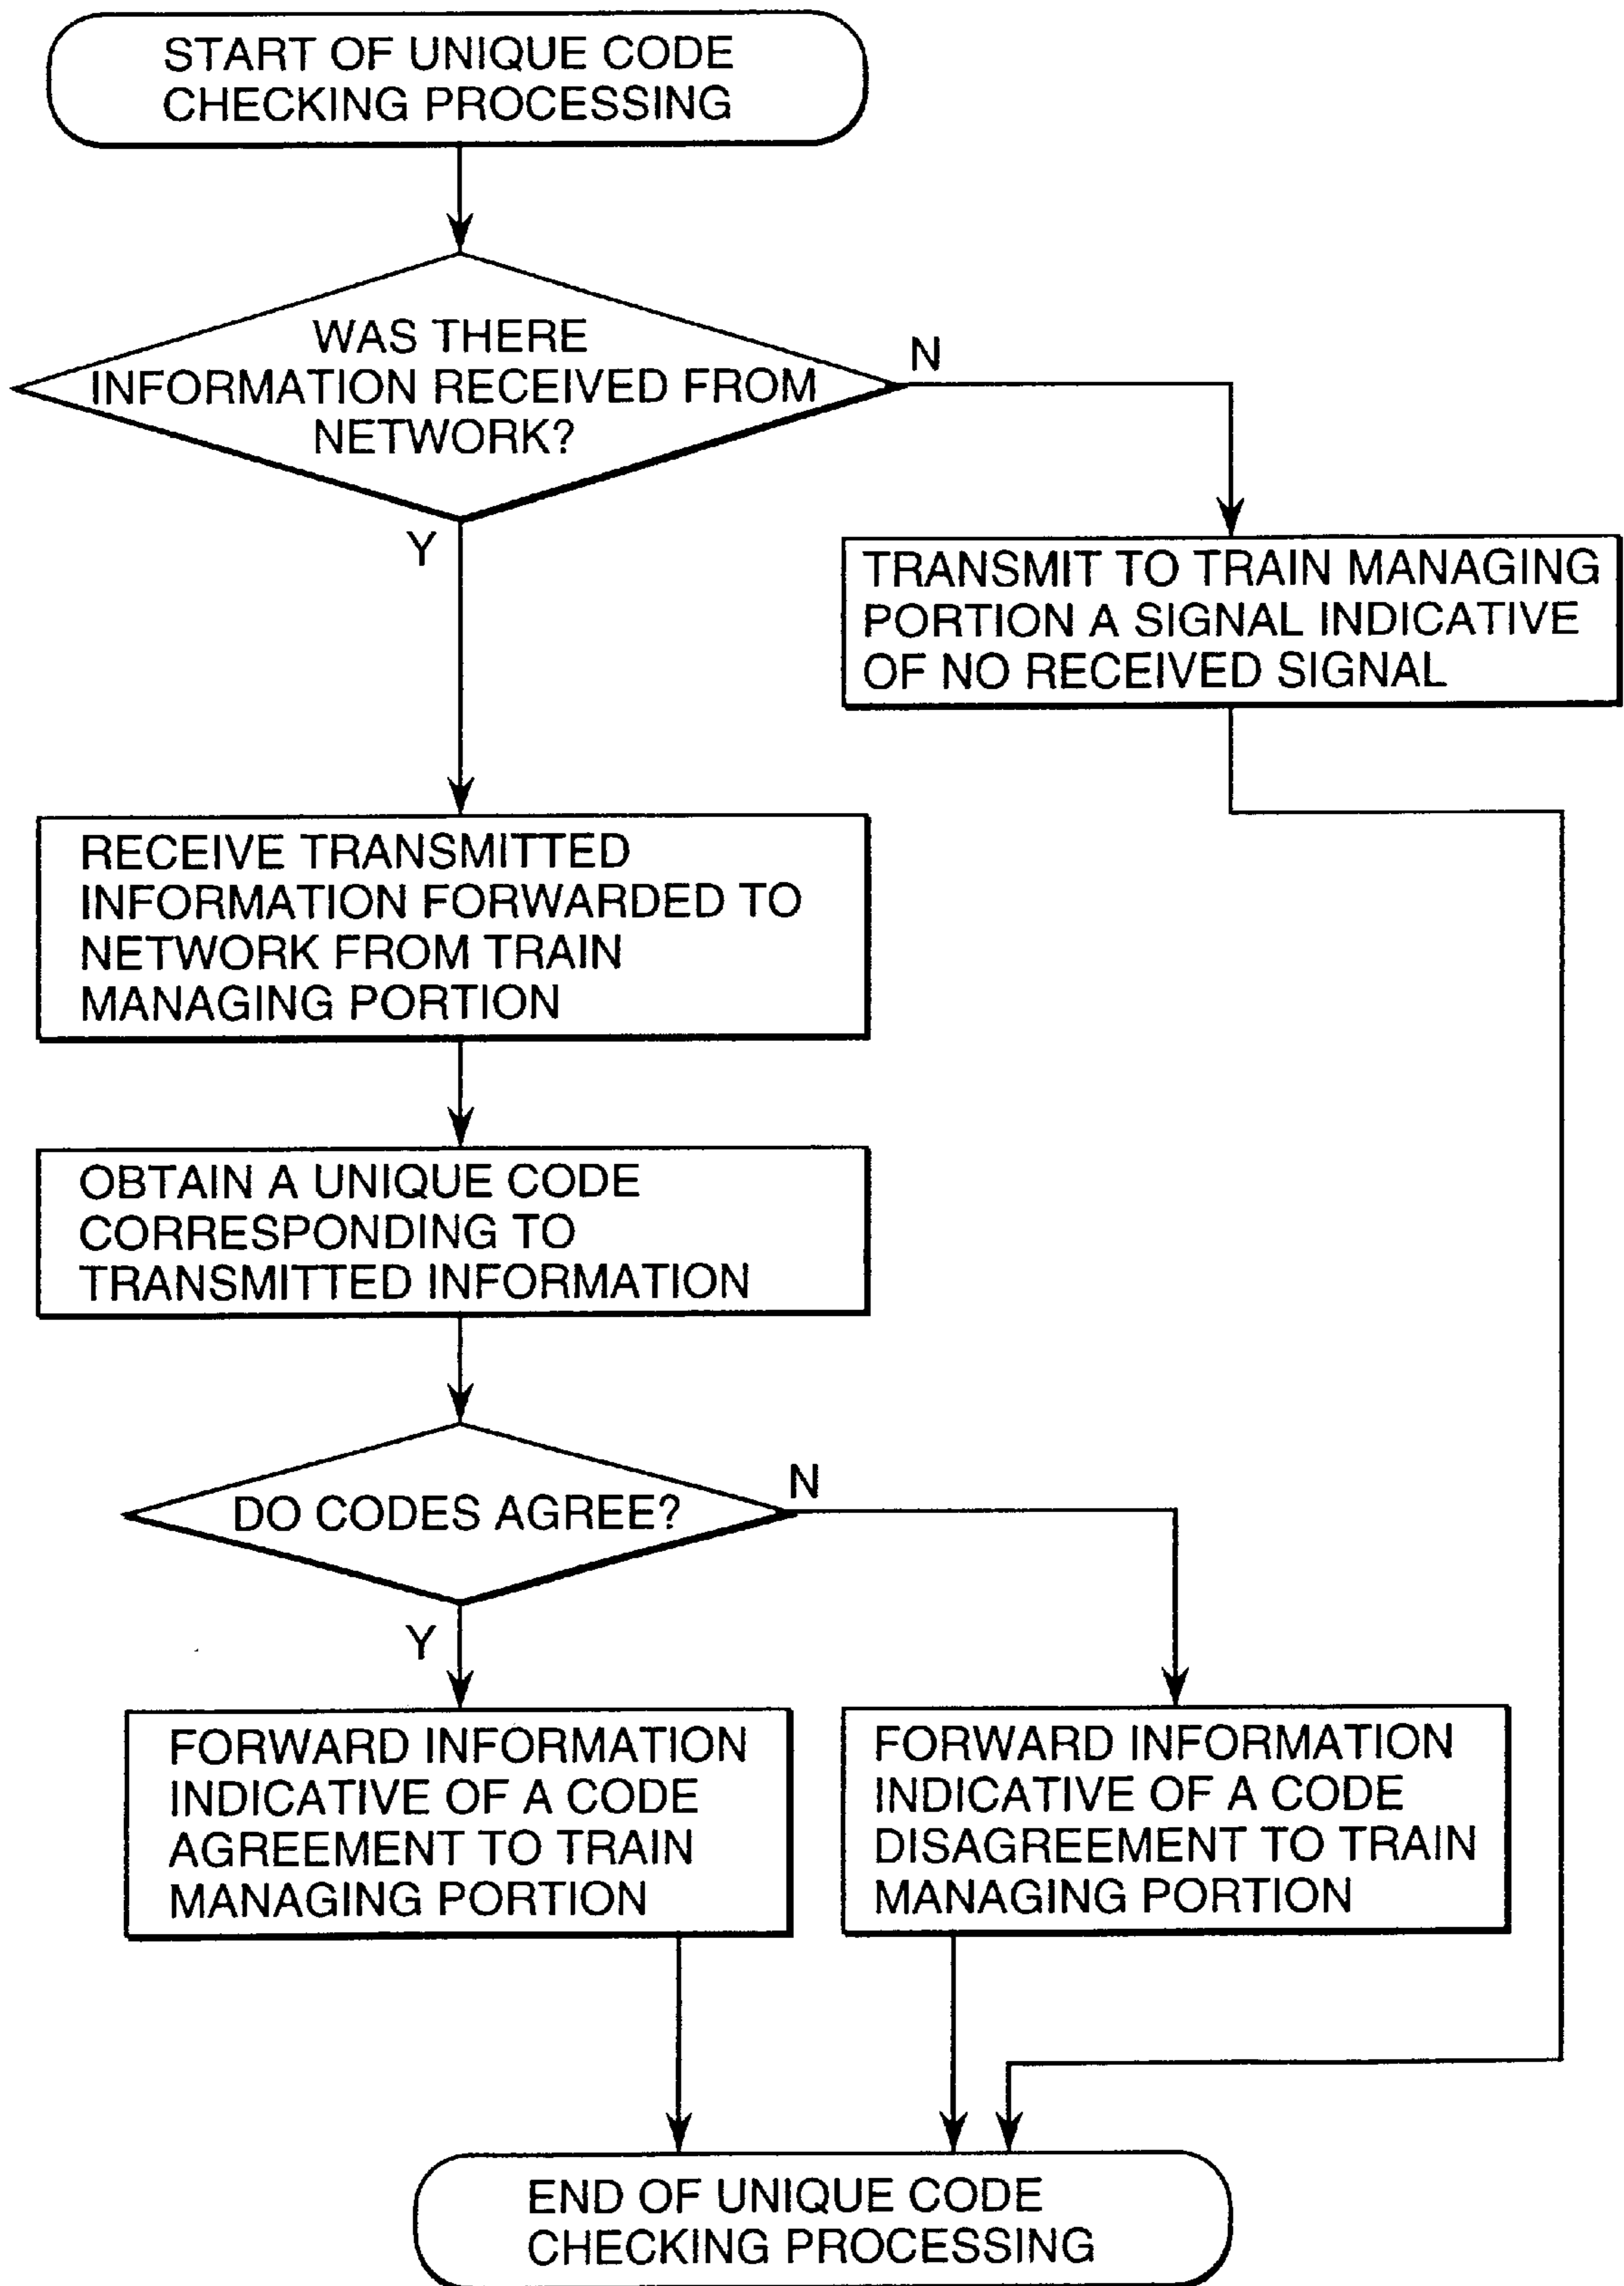 START OF UNIQUE CODE
CHECKING PROCESSING
WAS THERE
INFORMATION RECEIVED FROM
NETWORK?
N
Y
TRANSMIT TO TRAIN MANAGING
PORTION A SIGNAL INDICATIVE
OF NO RECEIVED SIGNAL
RECEIVE TRANSMITTED
INFORMATION FORWARDED TO
NETWORK FROM TRAIN
MANAGING PORTION
OBTAIN A UNIQUE CODE
CORRESPONDING TO
TRANSMITTED INFORMATION
DO CODES AGREE?
N
Y
FORWARD INFORMATION
INDICATIVE OF A CODE
AGREEMENT TO TRAIN
MANAGING PORTION
FORWARD INFORMATION
INDICATIVE OF A CODE
DISAGREEMENT TO TRAIN
MANAGING PORTION
END OF UNIQUE CODE
CHECKING PROCESSING